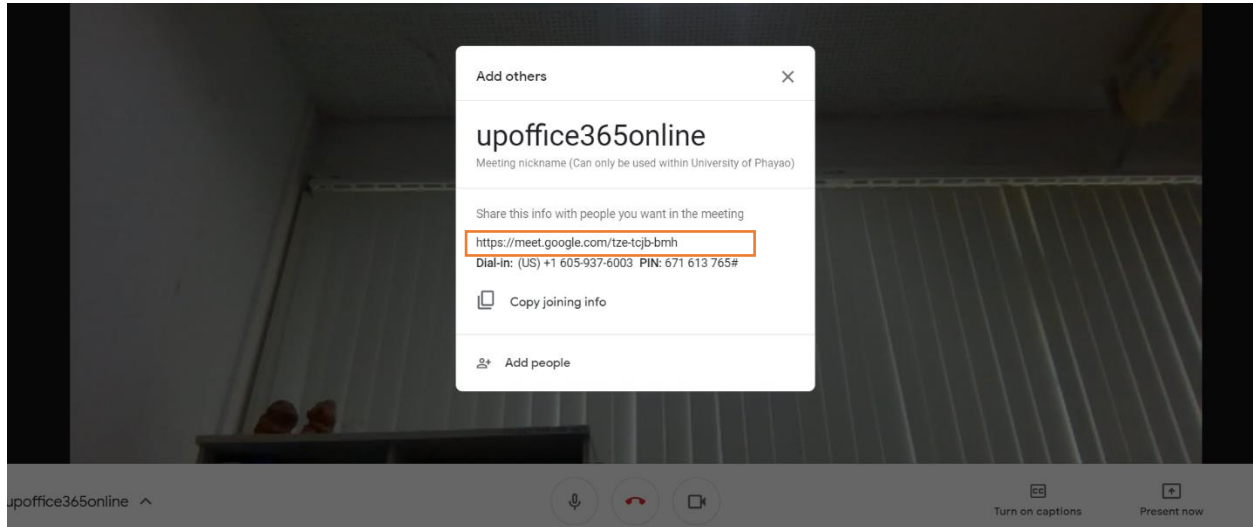 Add others
upoffice365online
Meeting nickname (Can only be used within University of Phayao)
Share this info with people you want in the meeting
https://meet.google.com/tze-tcjb-bmh
Dial-in: (US) +1 605-937-6003 PIN: 671 613 765#
Copy joining info
Add people
upoffice365online
CC
Turn on captions
Present now